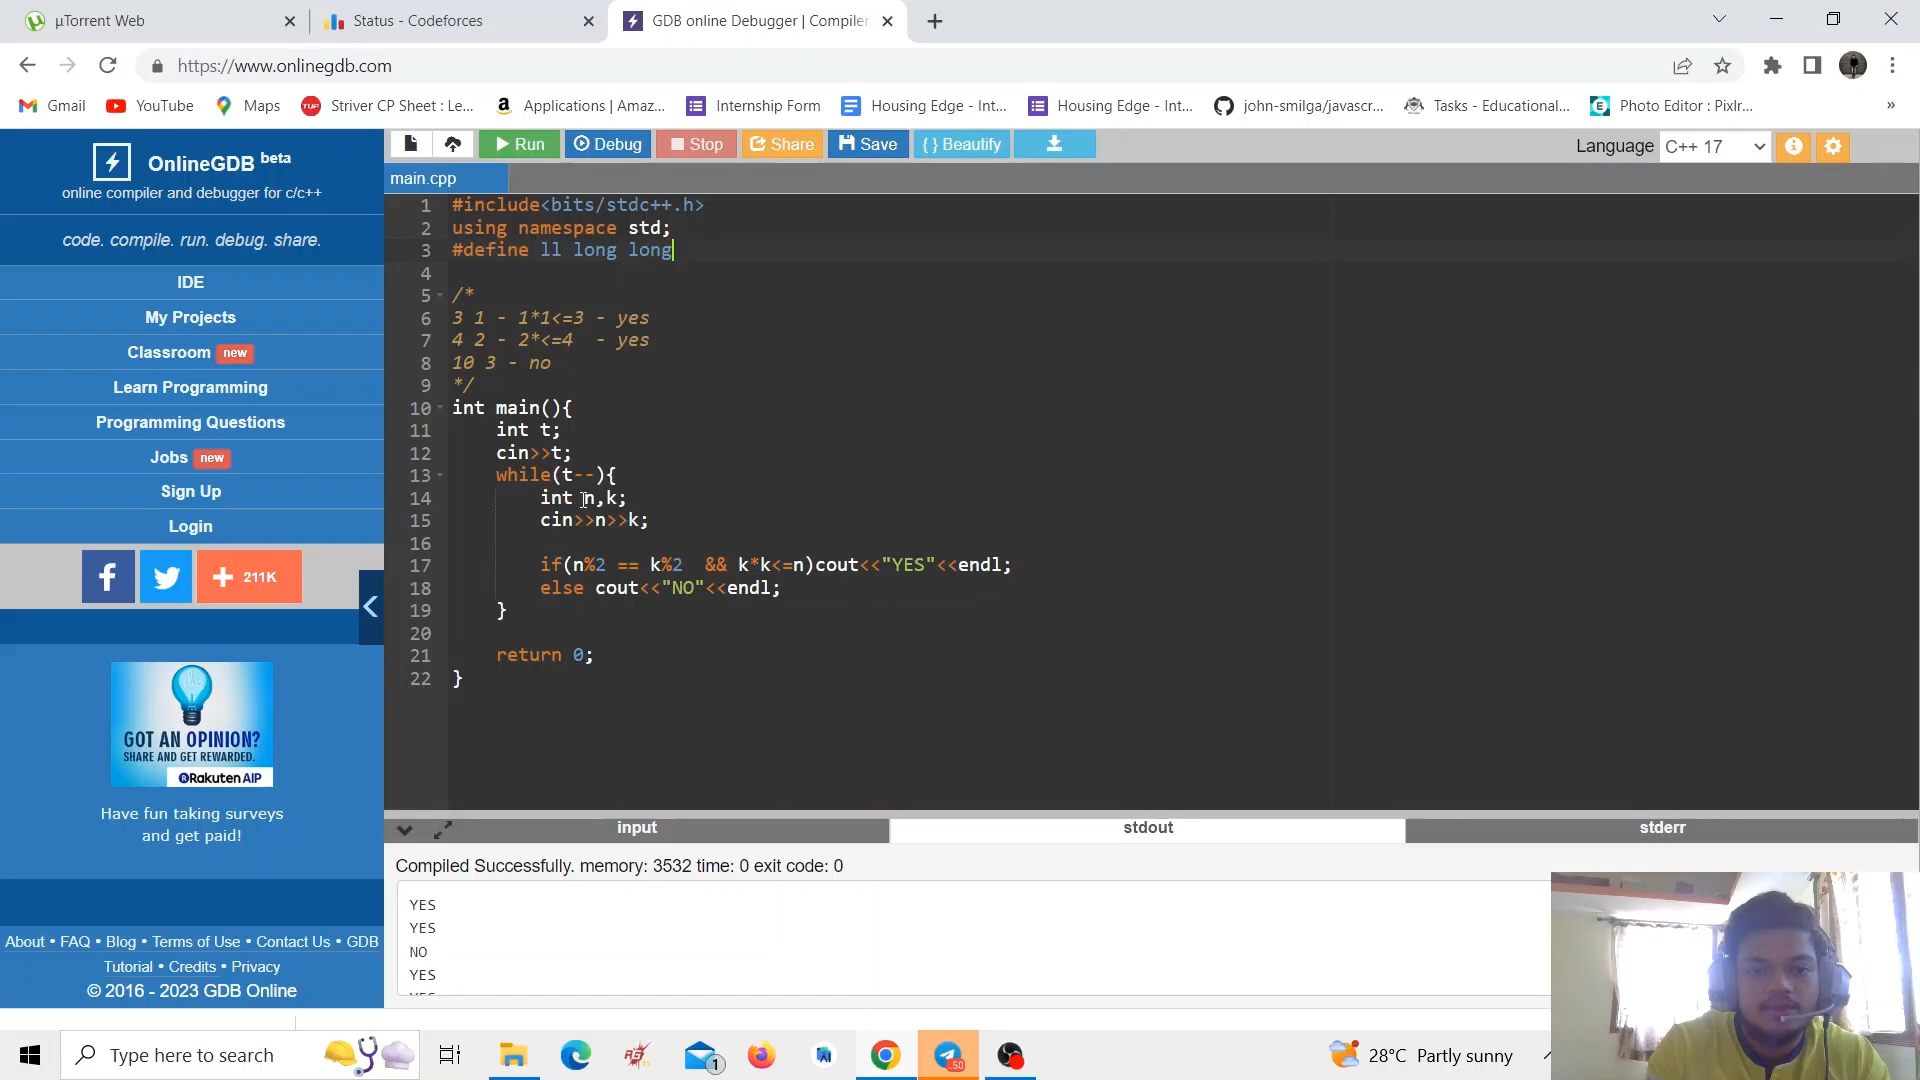 µTorrent Web
Status - Codeforces
GDB online Debugger | Compiler
https://www.onlinegdb.com
Gmail
YouTube
Maps
Striver CP Sheet : Le...
Applications | Amaz...
Internship Form
Housing Edge - Int...
Housing Edge - Int...
john-smilga/javascr...
Tasks - Educational...
Photo Editor : Pixlr...
»
OnlineGDB beta
online compiler and debugger for c/c++
code. compile. run. debug. share.
IDE
My Projects
Classroom new
Learn Programming
Programming Questions
Jobs new
Sign Up
Login
+ 211K
GOT AN OPINION?
SHARE AND GET REWARDED.
Rakuten AIP
Have fun taking surveys
and get paid!
About • FAQ • Blog • Terms of Use • Contact Us • GDB
Tutorial • Credits • Privacy
© 2016 - 2023 GDB Online
Run
Debug
Stop
Share
Save
{ } Beautify
Language C++ 17
main.cpp
1 #include<bits/stdc++.h>
2 using namespace std;
3 #define ll long long
4
5 /*
6 3 1 - 1*1<=3 - yes
7 4 2 - 2*<=4  - yes
8 10 3 - no
9 */
10 int main(){
11     int t;
12     cin>>t;
13     while(t--){
14         int n,k;
15         cin>>n>>k;
16
17         if(n%2 == k%2  && k*k<=n)cout<<"YES"<<endl;
18         else cout<<"NO"<<endl;
19     }
20
21     return 0;
22 }
input
stdout
stderr
Compiled Successfully. memory: 3532 time: 0 exit code: 0
YES
YES
NO
YES
YES
Type here to search
1
50
28°C Partly sunny